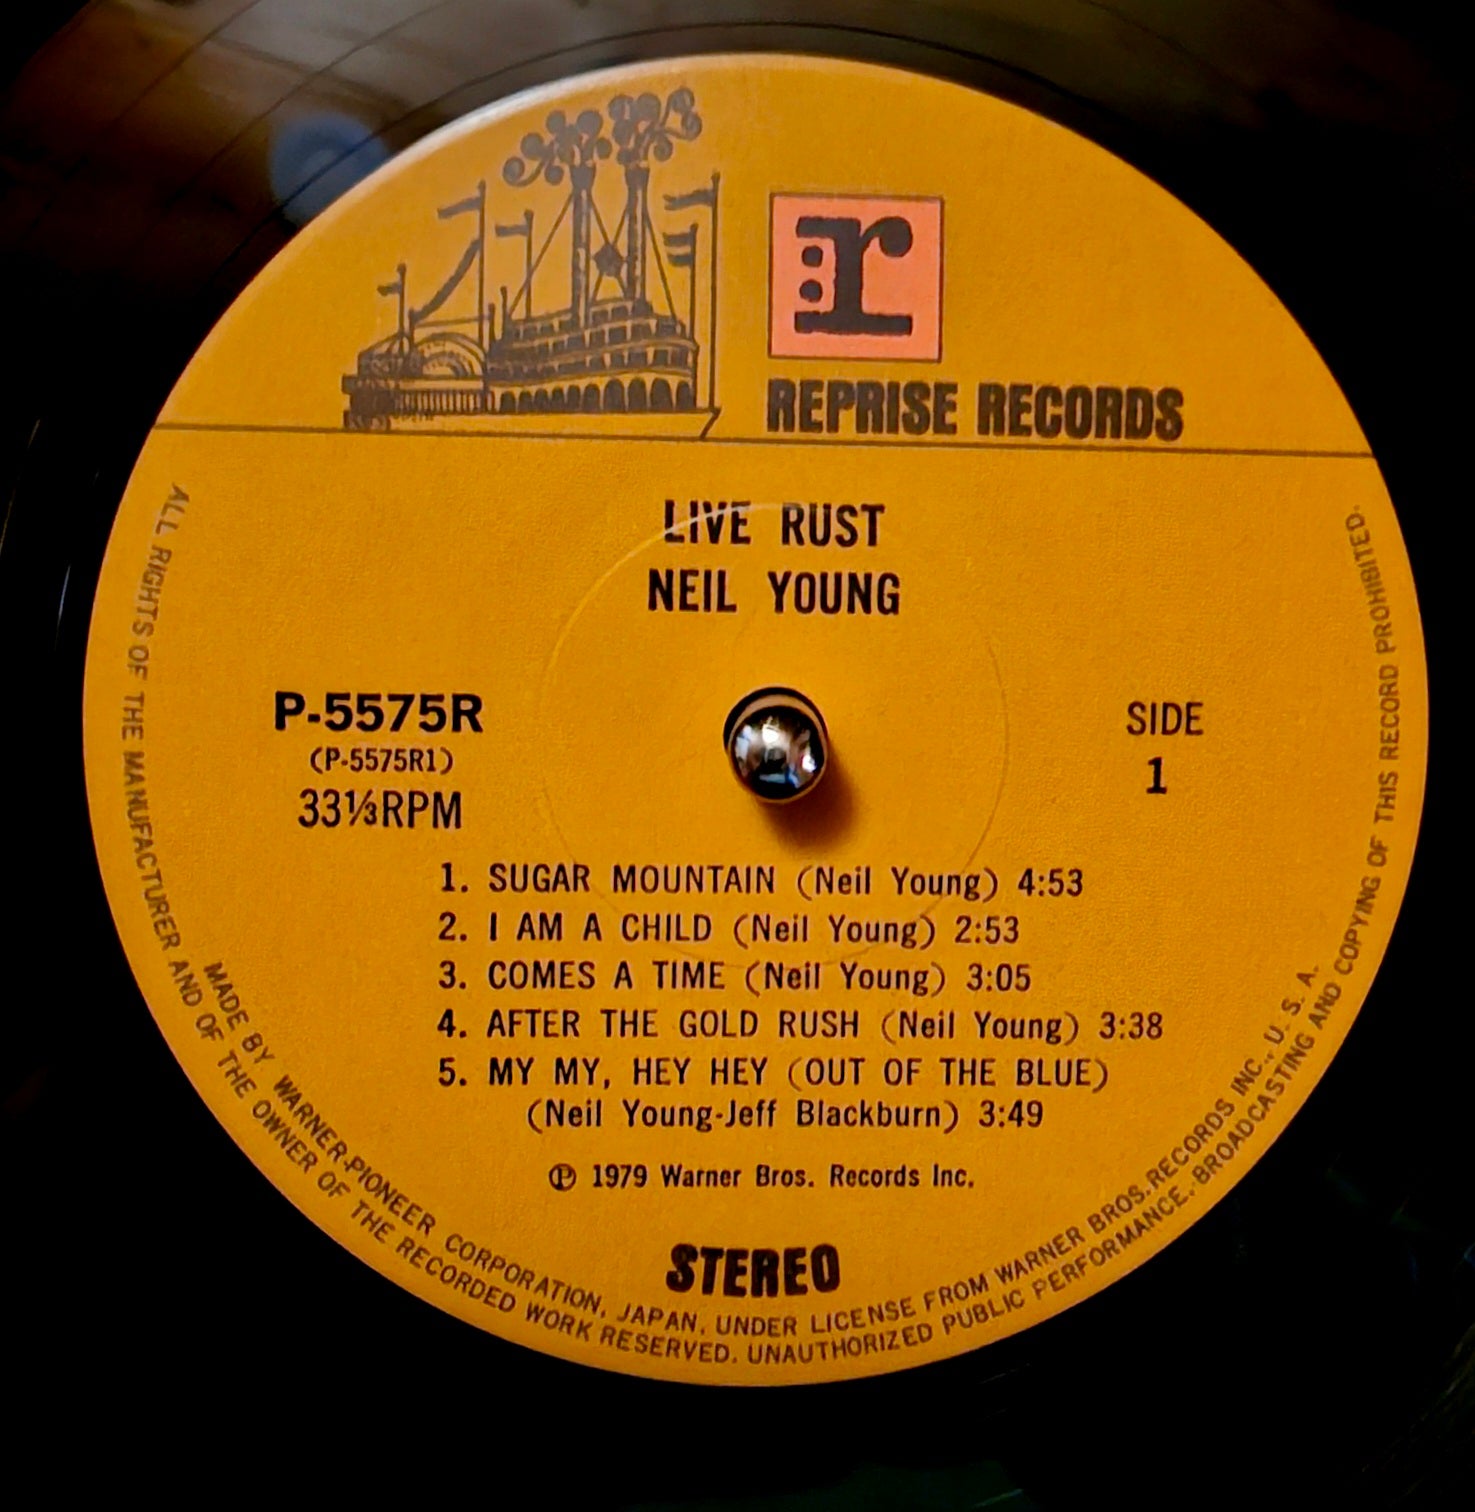 r
REPRISE RECORDS
LIVE RUST
NEIL YOUNG
P-5575R
(P-5575R1)
33⅓RPM
SIDE
1
1. SUGAR MOUNTAIN (Neil Young) 4:53
2. I AM A CHILD (Neil Young) 2:53
3. COMES A TIME (Neil Young) 3:05
4. AFTER THE GOLD RUSH (Neil Young) 3:38
5. MY MY, HEY HEY (OUT OF THE BLUE)
(Neil Young-Jeff Blackburn) 3:49
℗ 1979 Warner Bros. Records Inc.
STEREO
MADE BY WARNER-PIONEER CORPORATION, JAPAN, UNDER LICENSE FROM WARNER BROS. RECORDS INC., U. S. A.
ALL RIGHTS OF THE MANUFACTURER AND OF THE OWNER OF THE RECORDED WORK RESERVED. UNAUTHORIZED PUBLIC PERFORMANCE, BROADCASTING AND COPYING OF THIS RECORD PROHIBITED.